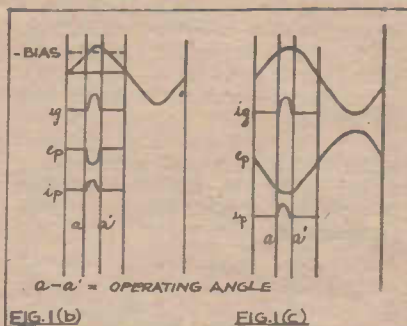 -BIAS
ig
ep
ip
a a'
ig
ep
ip
a a'
a-a' = OPERATING ANGLE
FIG.1(b) FIG.1(c)